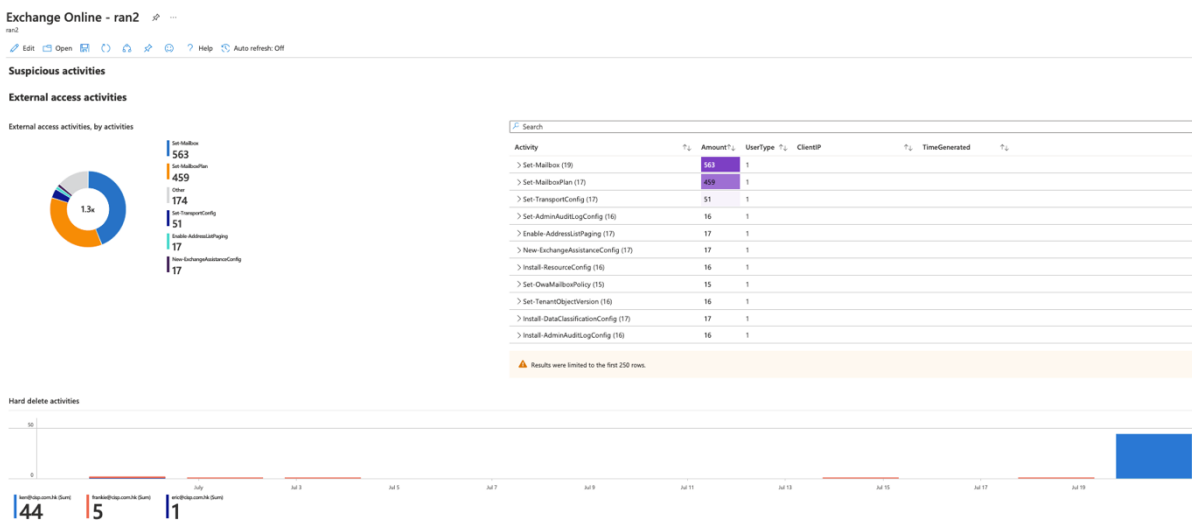 Exchange Online - ran2
ran2
Edit Open Help Auto refresh: Off
Suspicious activities
External access activities
External access activities, by activities
Set-Mailbox
563
Set-MailboxPlan
459
Other
174
Set-TransportConfig
51
Enable-AddressListPaging
17
New-ExchangeAssistanceConfig
17
1.3K
Search
Activity Amount UserType ClientIP TimeGenerated
Set-Mailbox (19) 563 1
Set-MailboxPlan (17) 459 1
Set-TransportConfig (17) 51 1
Set-AdminAuditLogConfig (16) 16 1
Enable-AddressListPaging (17) 17 1
New-ExchangeAssistanceConfig (17) 17 1
Install-ResourceConfig (16) 16 1
Set-OwaMailboxPolicy (15) 15 1
Set-TenantObjectVersion (16) 16 1
Install-DataClassificationConfig (17) 17 1
Install-AdminAuditLogConfig (16) 16 1
Results were limited to the first 250 rows.
Hard delete activities
50
0
July Jul 3 Jul 5 Jul 7 Jul 9 Jul 11 Jul 13 Jul 15 Jul 17 Jul 19
(Sum) (Sum) (Sum)
44 5 1